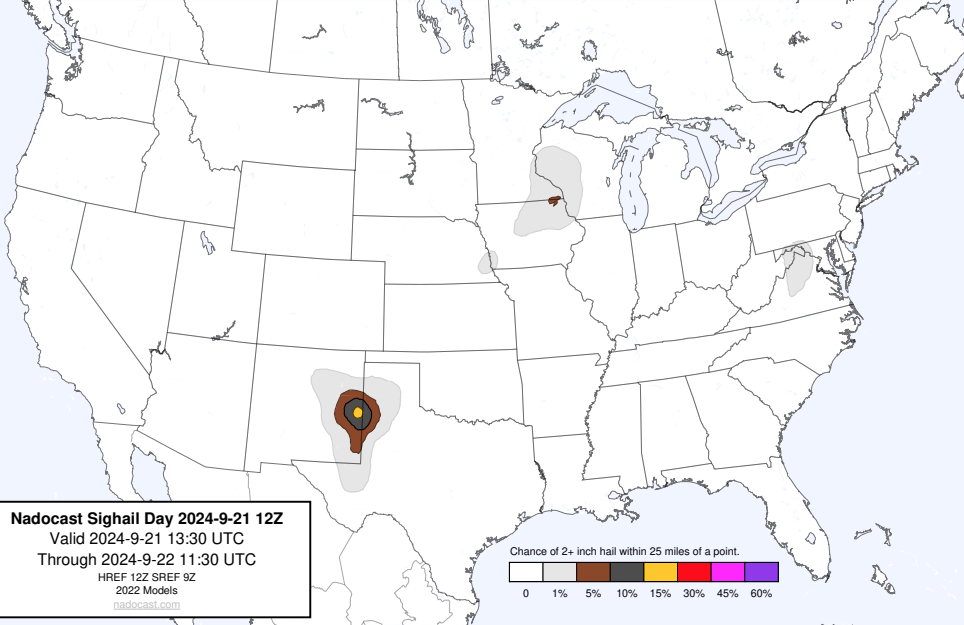 Nadocast Sighail Day 2024-9-21 12Z
Valid 2024-9-21 13:30 UTC
Through 2024-9-22 11:30 UTC
HREF 12Z SREF 9Z
2022 Models
nadocast.com
Chance of 2+ inch hail within 25 miles of a point.
0 1% 5% 10% 15% 30% 45% 60%